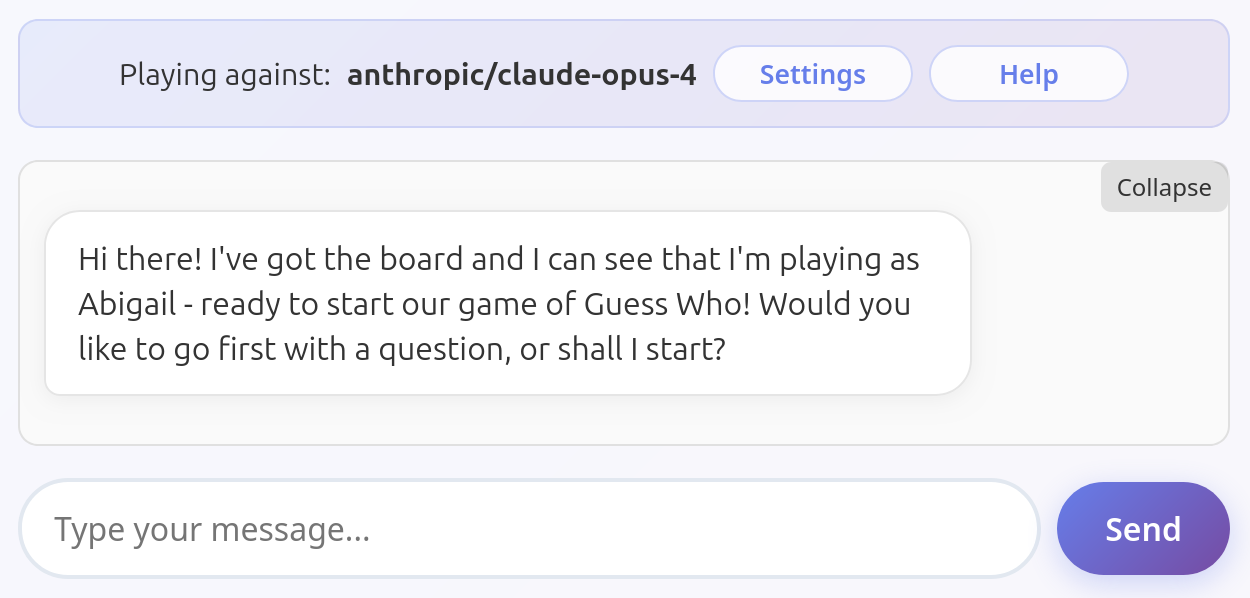 Playing against: anthropic/claude-opus-4 Settings Help
Collapse
Hi there! I've got the board and I can see that I'm playing as
Abigail - ready to start our game of Guess Who! Would you
like to go first with a question, or shall I start?
Type your message... Send